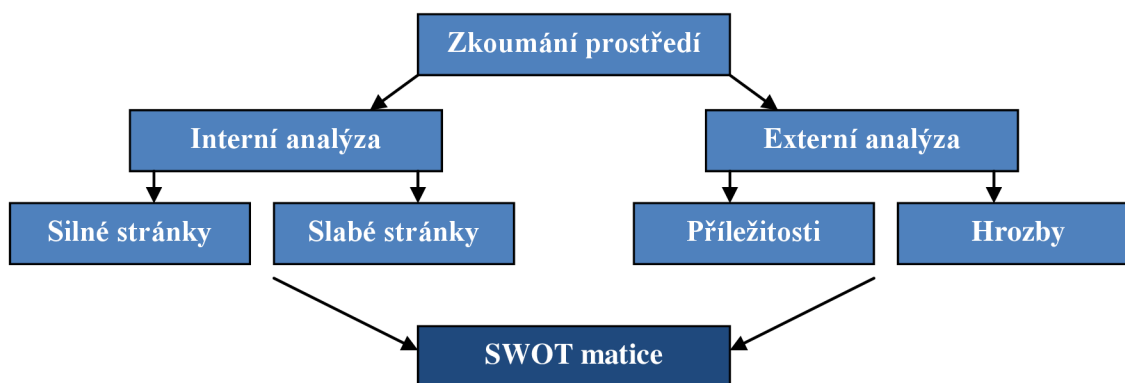 Zkoumání prostředí
Interní analýza
Externí analýza
Silné stránky
Slabé stránky
Příležitosti
Hrozby
SWOT matice